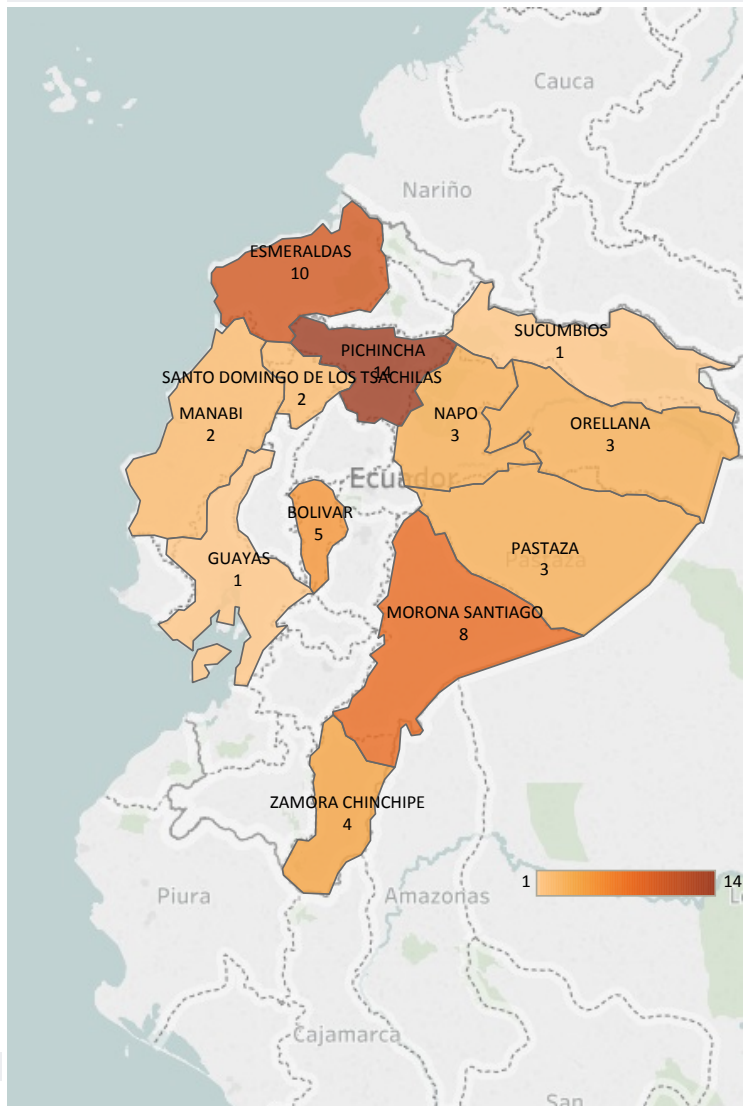 Cauca
Nariño
ESMERALDAS
10
SUCUMBIOS
1
PICHINCHA
14
SANTO DOMINGO DE LOS TSACHILAS
2
MANABI
2
NAPO
3
ORELLANA
3
Ecuador
BOLIVAR
5
GUAYAS
1
PASTAZA
3
Pastaza
MORONA SANTIAGO
8
ZAMORA CHINCHIPE
4
1
14
Piura
Amazonas
Cajamarca
San